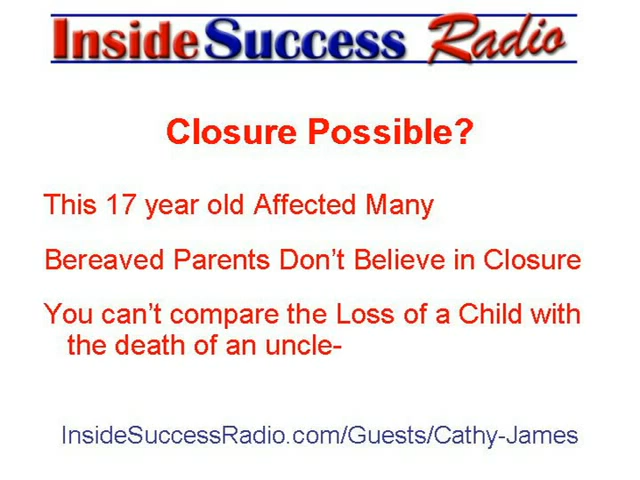 InsideSuccess Radio
Closure Possible?
This 17 year old Affected Many
Bereaved Parents Don't Believe in Closure
You can't compare the Loss of a Child with
the death of an uncle-
InsideSuccessRadio.com/Guests/Cathy-James